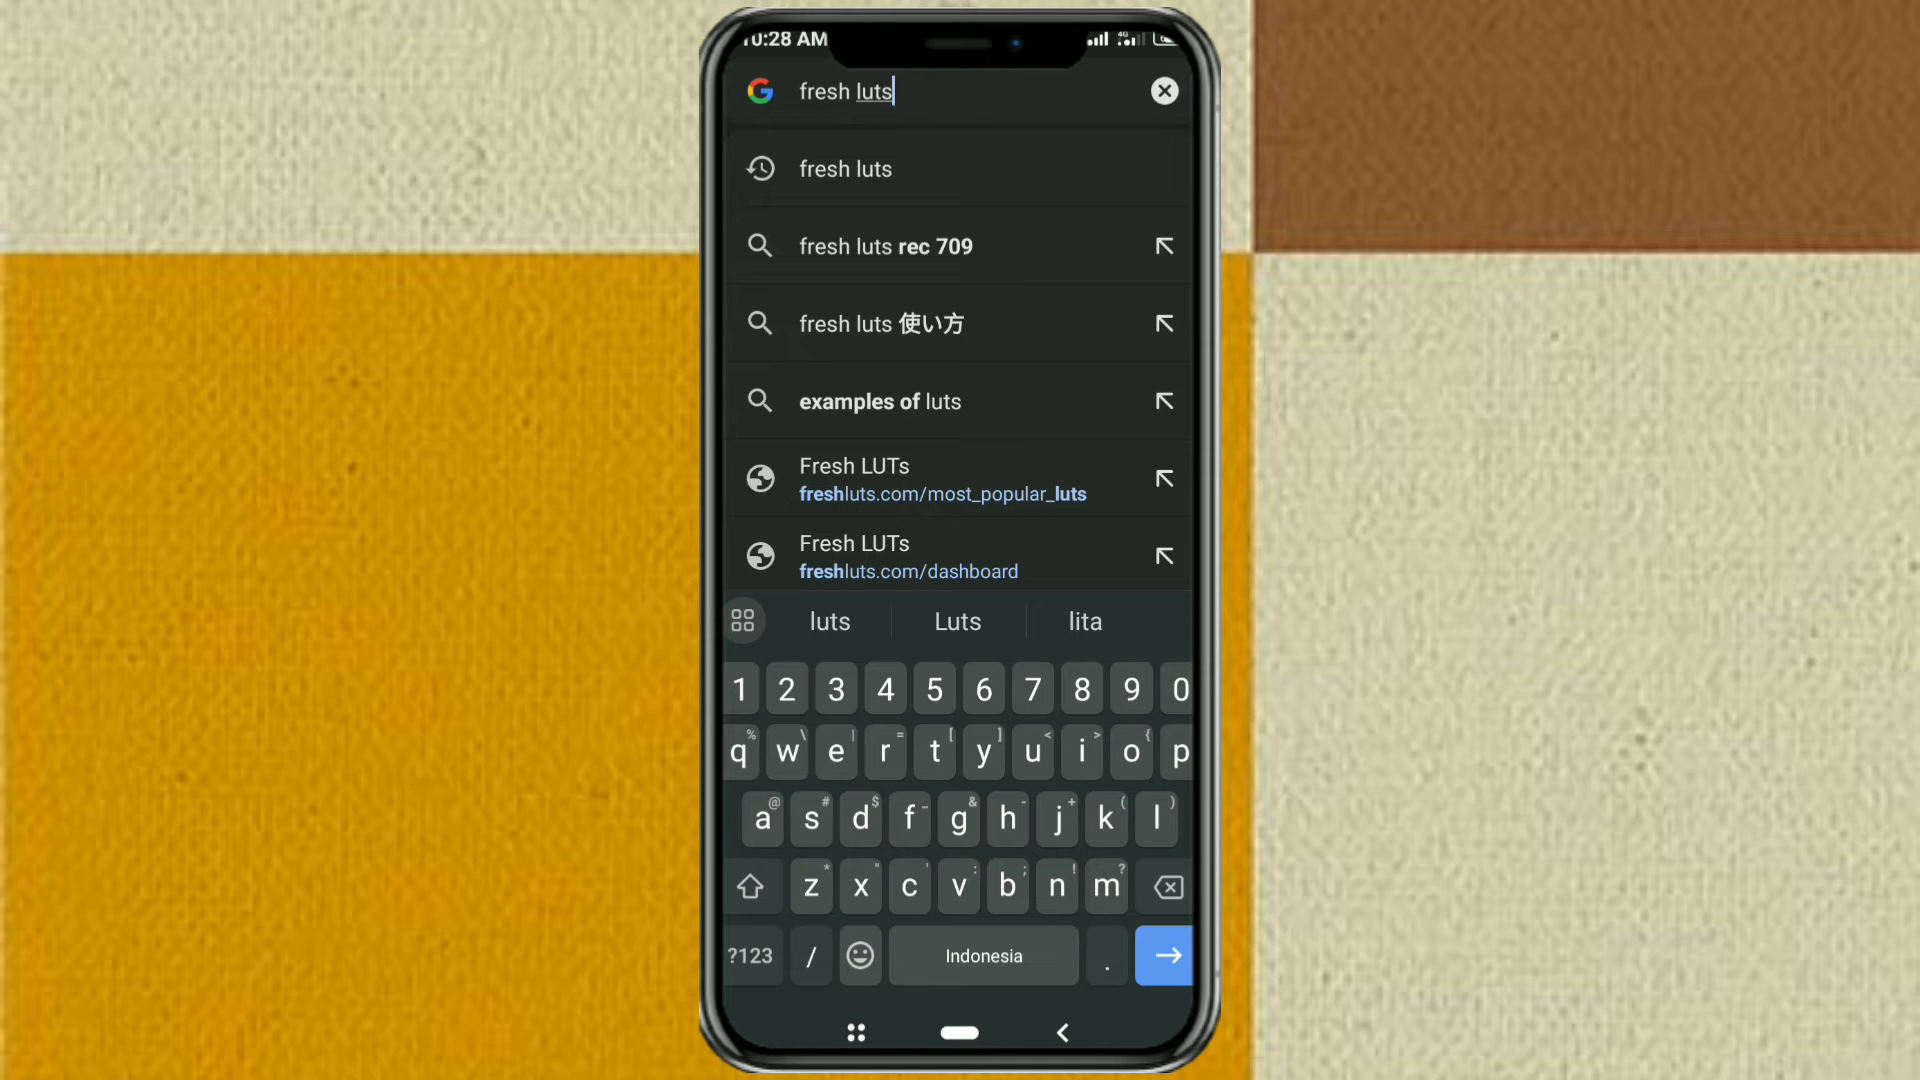 10:28 AM
4G
fresh luts
fresh luts
fresh luts rec 709
fresh luts 使い方
examples of luts
Fresh LUTs
freshluts.com/most_popular_luts
Fresh LUTs
freshluts.com/dashboard
luts Luts lita
1 2 3 4 5 6 7 8 9 0
% \ | = [ ] < > {
q w e r t y u i o p
@ # $ _ & - + ( )
a s d f g h j k l
* " ' : ; ! ?
z x c v b n m
?123 / Indonesia .